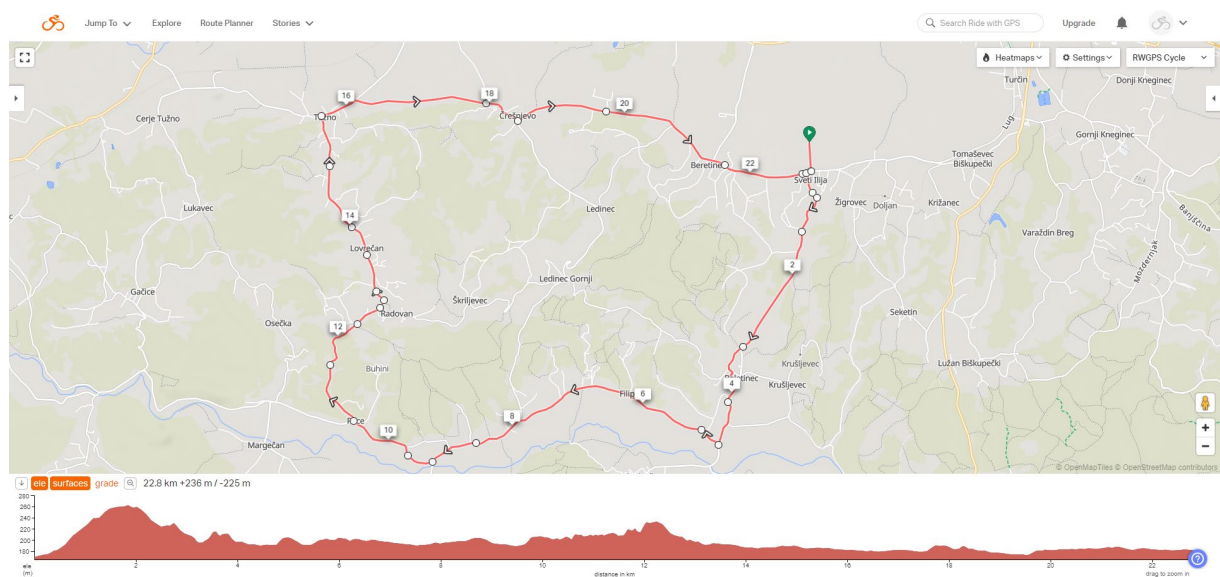 Jump To Explore Route Planner Stories Search Ride with GPS Upgrade
Heatmaps Settings RWGPS Cycle
Turčin Donji Kneginec
16 18 20
Cerje Tužno Črešnjevo Lug Gornji Kneginec
Beretinec 22 Tomaševec
Biškupečki
Sveti Ilija
Lukavec 14 Ledinec Žigrovec Doljan Križanec Banjščina
Varaždin Breg
Lovrečan 2 Možđernjak
Ledinec Gornji
Gačice Škriljevec
Radovan Seketin
Osečka 12
Buhini Krušljevec Lužan Biškupečki
4 Krušljevec
6
8
10
Margečan
© OpenMapTiles © OpenStreetMap contributors
ele surfaces grade 22.8 km +236 m / -225 m
280
260
240
220
200
180
ele
(m)
2 4 6 8 10 12 14 16 18 20 22
distance in km
drag to zoom in